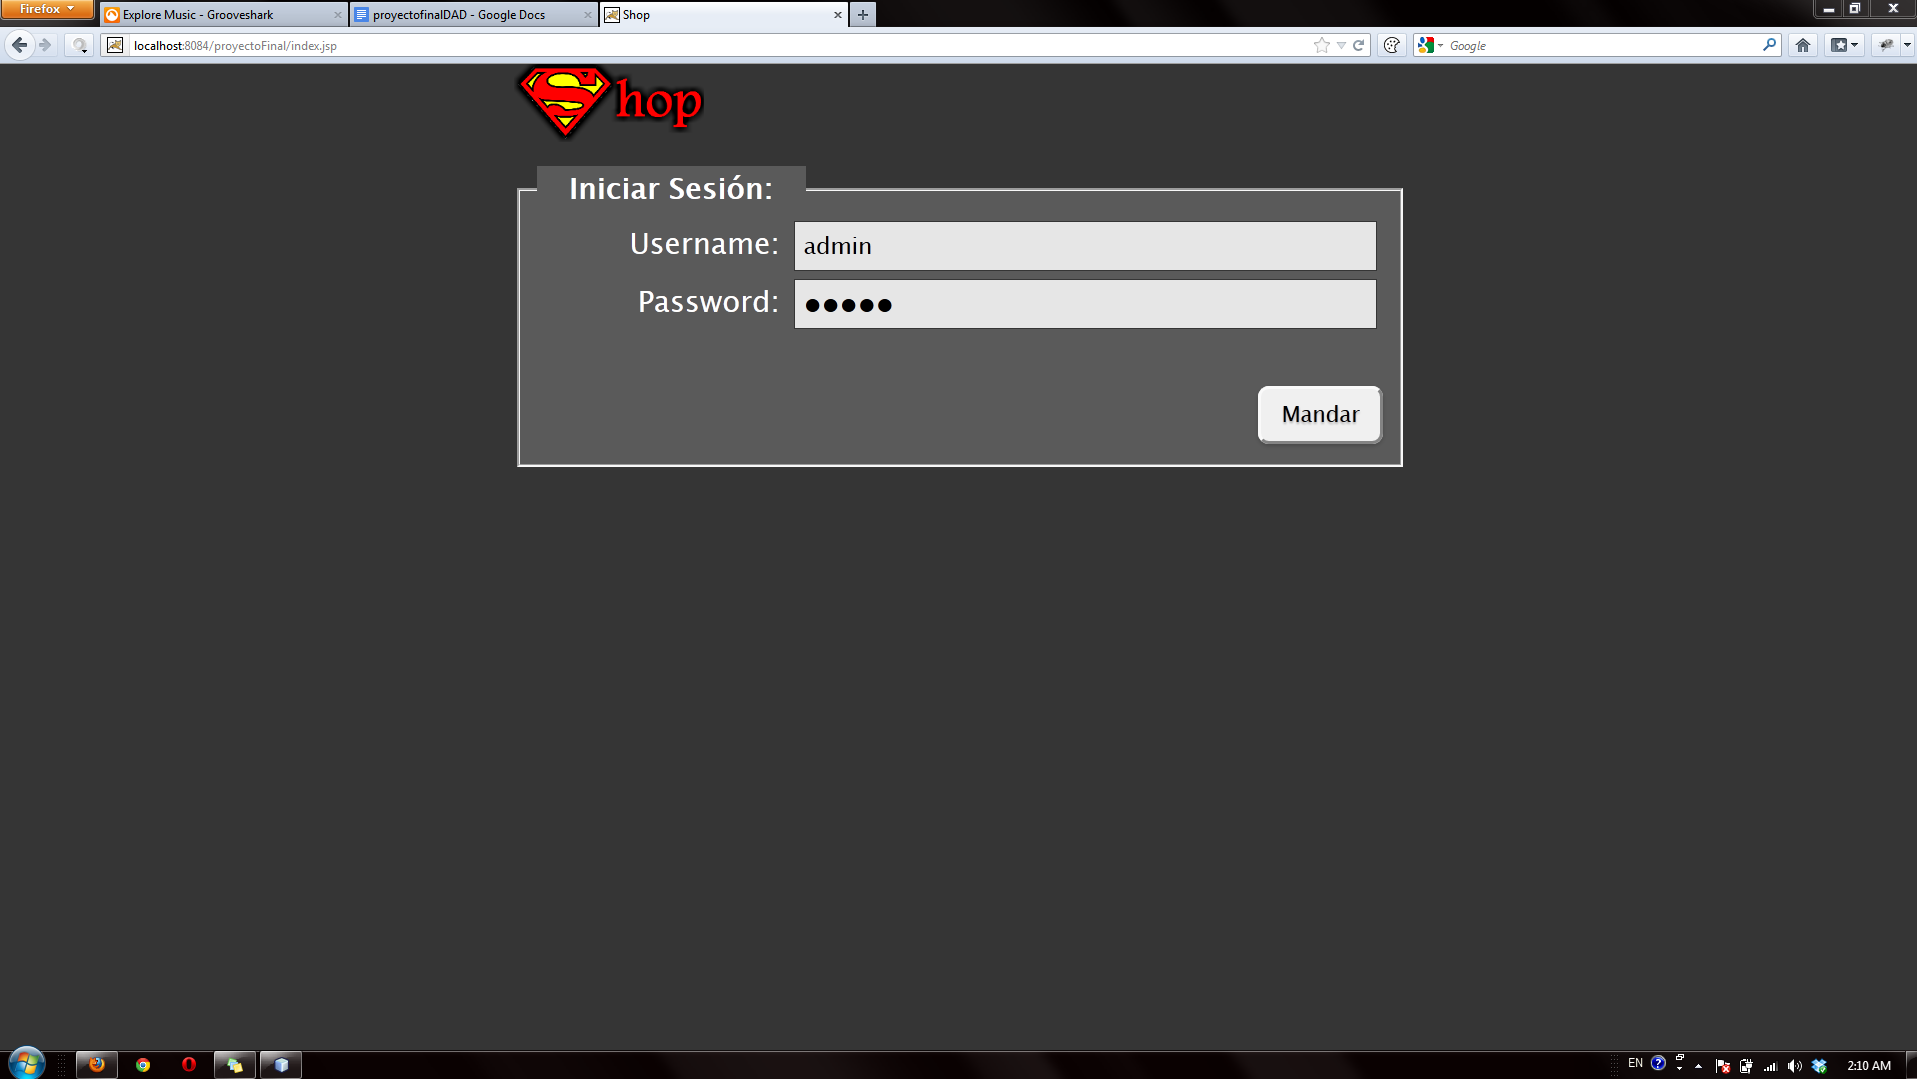 Firefox
Explore Music - Grooveshark
proyectofinalDAD - Google Docs
Shop
localhost:8084/proyectoFinal/index.jsp
Google
Shop
Iniciar Sesión:
Username:
admin
Password:
Mandar
EN
2:10 AM